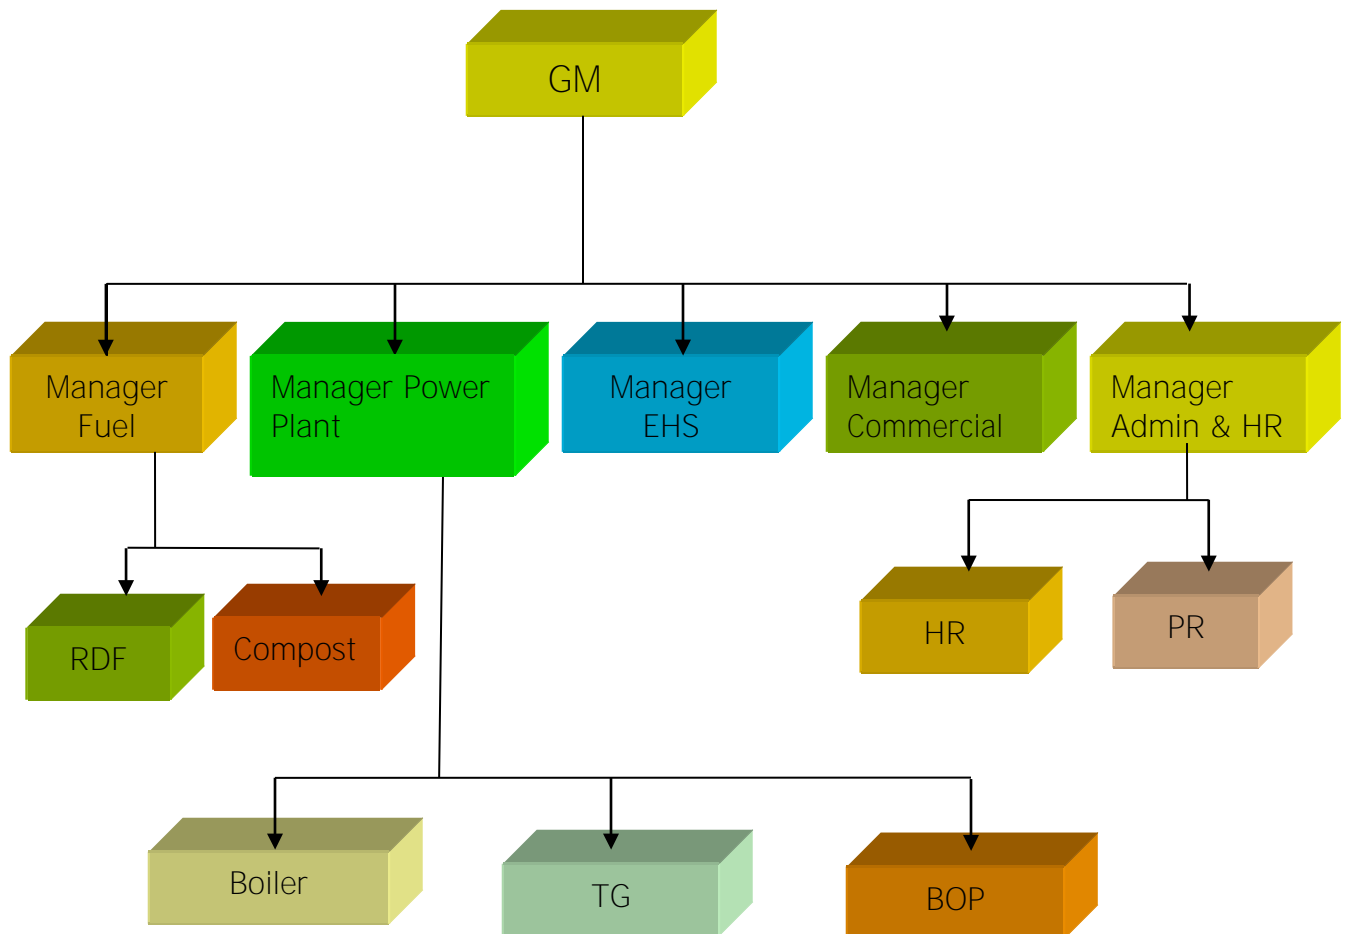 GM
Manager
Fuel
Manager Power
Plant
Manager
EHS
Manager
Commercial
Manager
Admin & HR
RDF
Compost
HR
PR
Boiler
TG
BOP